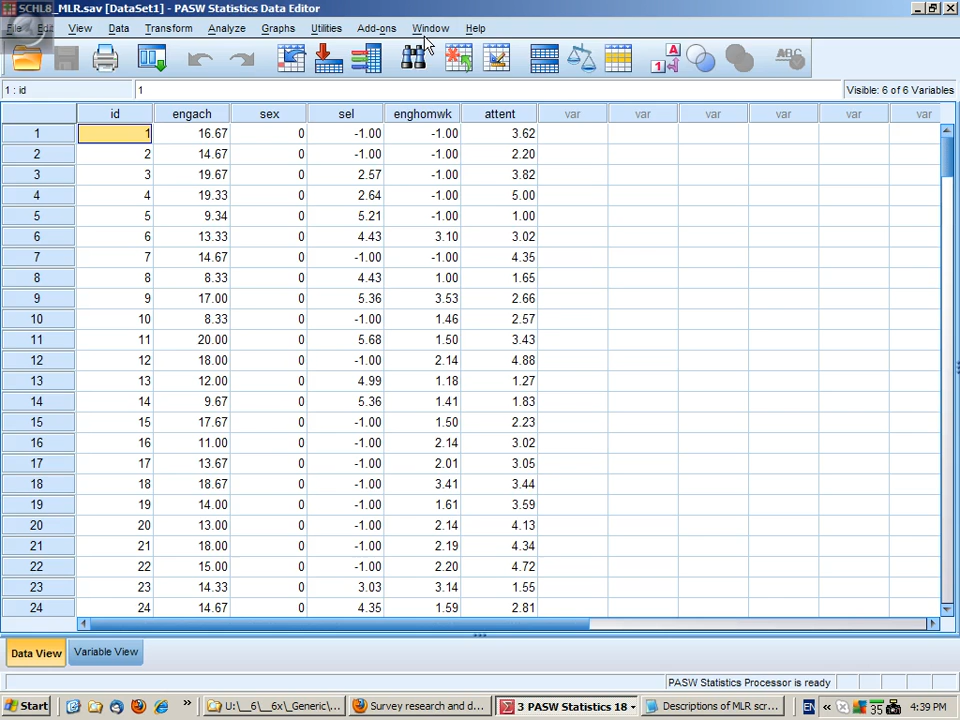 SCHL8_MLR.sav [DataSet1] - PASW Statistics Data Editor
File Edit View Data Transform Analyze Graphs Utilities Add-ons Window Help
1 : id 1 Visible: 6 of 6 Variables
id engach sex sel enghomwk attent var var var var var var
1 1 16.67 0 -1.00 -1.00 3.62
2 2 14.67 0 -1.00 -1.00 2.20
3 3 19.67 0 2.57 -1.00 3.82
4 4 19.33 0 2.64 -1.00 5.00
5 5 9.34 0 5.21 -1.00 1.00
6 6 13.33 0 4.43 3.10 3.02
7 7 14.67 0 -1.00 -1.00 4.35
8 8 8.33 0 4.43 1.00 1.65
9 9 17.00 0 5.36 3.53 2.66
10 10 8.33 0 -1.00 1.46 2.57
11 11 20.00 0 5.68 1.50 3.43
12 12 18.00 0 -1.00 2.14 4.88
13 13 12.00 0 4.99 1.18 1.27
14 14 9.67 0 5.36 1.41 1.83
15 15 17.67 0 -1.00 1.50 2.23
16 16 11.00 0 -1.00 2.14 3.02
17 17 13.67 0 -1.00 2.01 3.05
18 18 18.67 0 -1.00 3.41 3.44
19 19 14.00 0 -1.00 1.61 3.59
20 20 13.00 0 -1.00 2.14 4.13
21 21 18.00 0 -1.00 2.19 4.34
22 22 15.00 0 -1.00 2.20 4.72
23 23 14.33 0 3.03 3.14 1.55
24 24 14.67 0 4.35 1.59 2.81
Data View Variable View
PASW Statistics Processor is ready
Start » U:\__6\_6x\_Generic\... Survey research and d... 3 PASW Statistics 18 Descriptions of MLR scr... EN « 35 4:39 PM